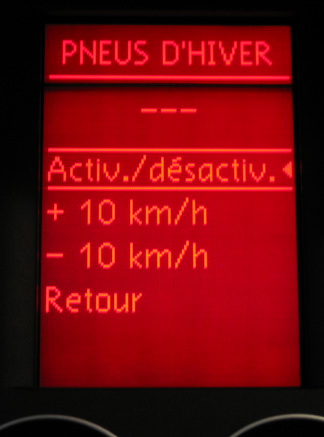 PNEUS D'HIVER
---
Activ./désactiv.
+ 10 km/h
- 10 km/h
Retour